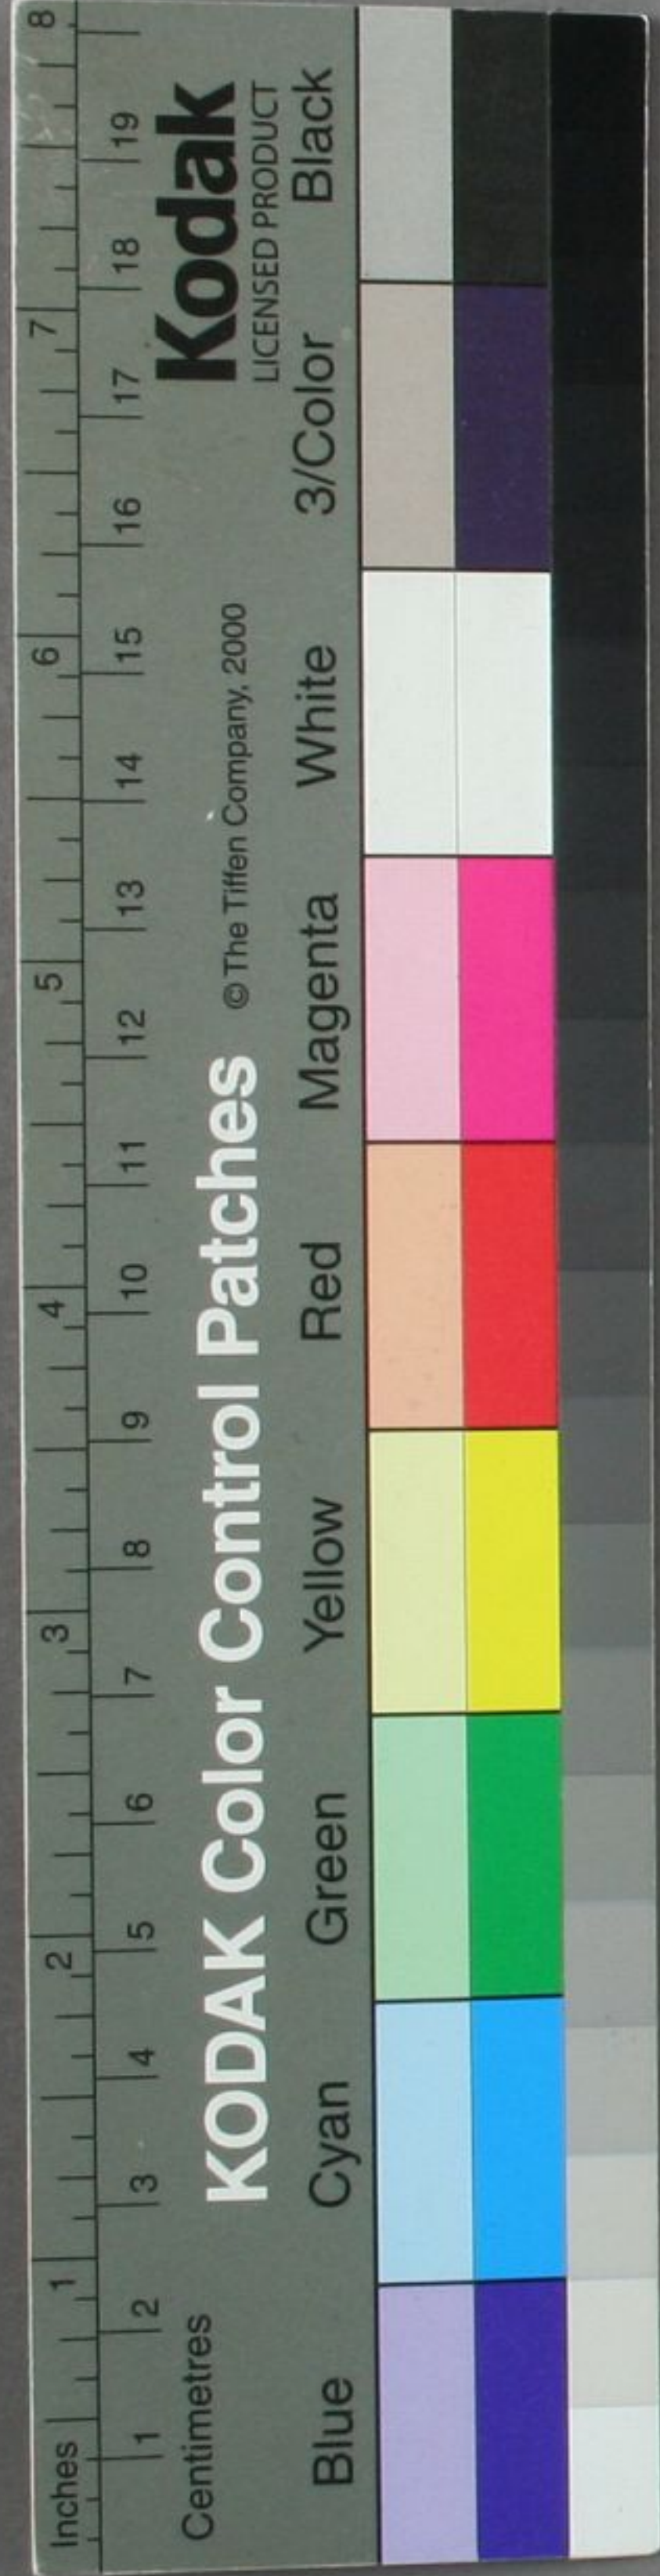 Inches 1 2 3 4 5 6 7 8
1 2 3 4 5 6 7 8 9 10 11 12 13 14 15 16 17 18 19
Centimetres
KODAK Color Control Patches © The Tiffen Company, 2000
Kodak
LICENSED PRODUCT
Blue Cyan Green Yellow Red Magenta White 3/Color Black